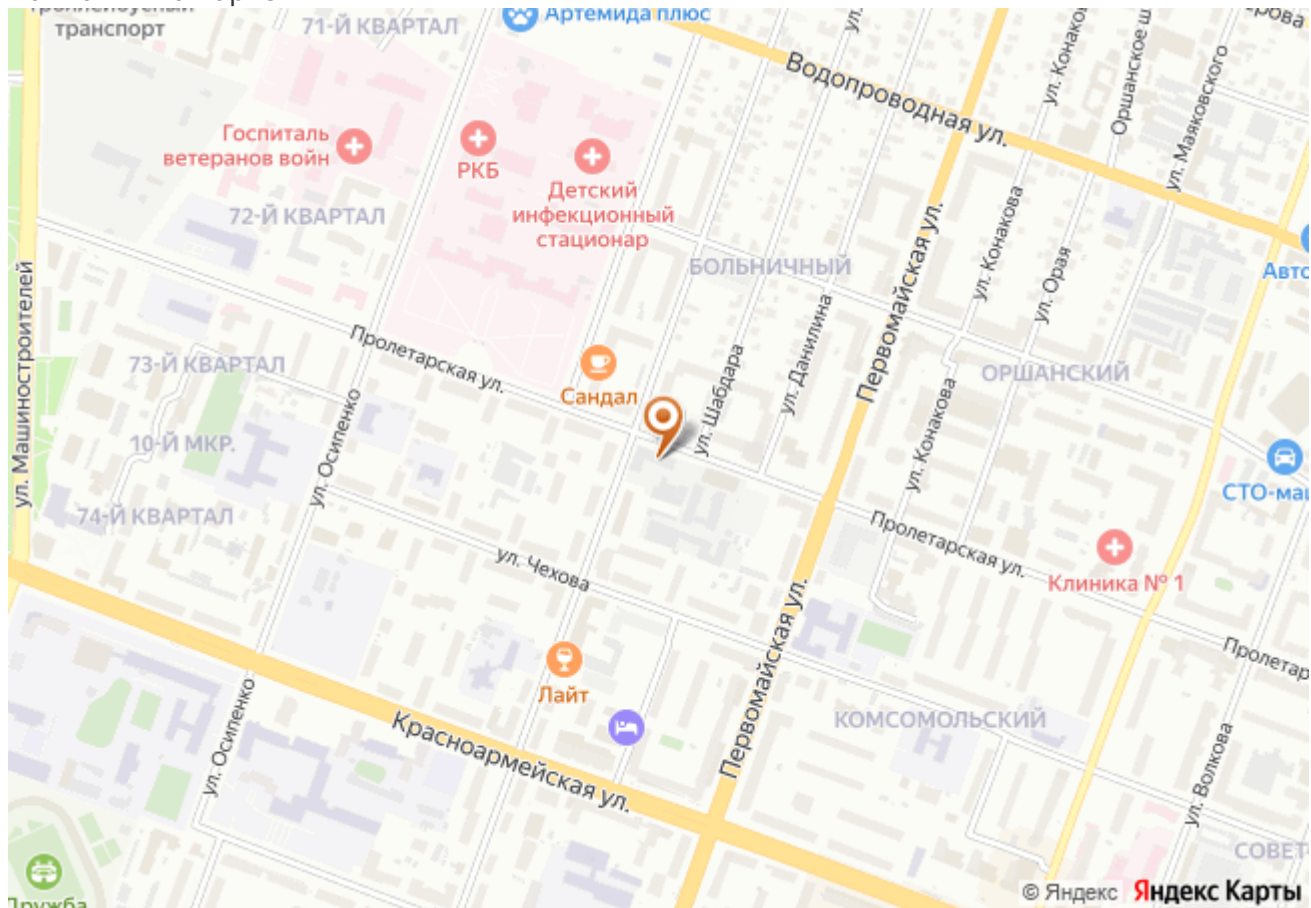 транспорт
71-Й КВАРТАЛ
Артемида плюс
Водопроводная ул.
ул. Конакова
Оршанское
ул. Маяковского
Госпиталь
ветеранов войн
РКБ
Детский
инфекционный
стационар
72-Й КВАРТАЛ
БОЛЬНИЧНЫЙ
Первомайская ул.
ул. Конакова
ул. Орая
Авто
ул. Машиностроителей
Пролетарская ул.
73-Й КВАРТАЛ
Сандал
ул. Шабдара
ул. Данилина
ОРШАНСКИЙ
ул. Осипенко
10-Й МКР.
74-Й КВАРТАЛ
ул. Конакова
СТО-маш
ул. Чехова
Пролетарская ул.
Клиника № 1
Лайт
Первомайская ул.
КОМСОМОЛЬСКИЙ
Пролетар
ул. Осипенко
Красноармейская ул.
ул. Волкова
СОВЕТС
Дружба
© Яндекс Яндекс Карты